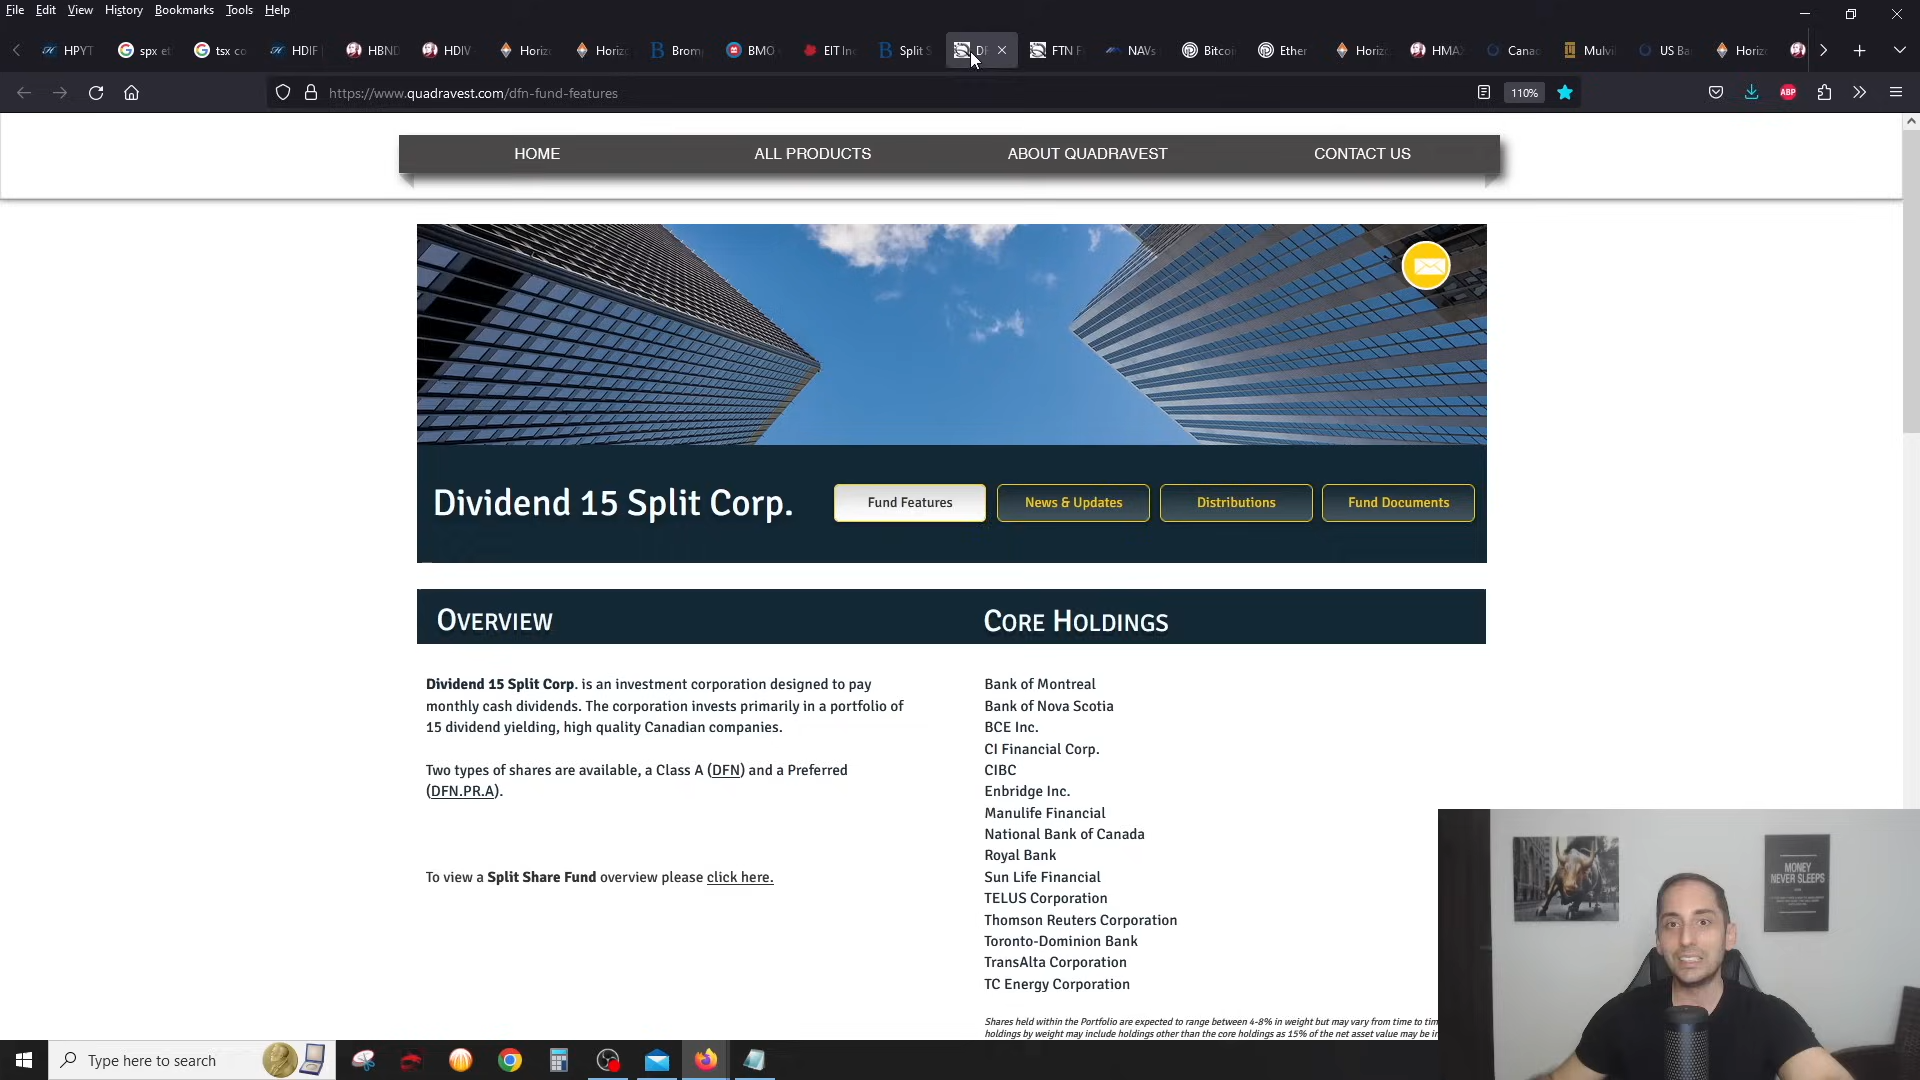 File Edit View History Bookmarks Tools Help
HPYT
spx et
tsx co
HDIF
HBND
HDIV
Horizo
Horizo
Bromp
BMO
EIT Inc
Split S
DF
FTN F
NAVs
Bitcoi
Ether
Horizo
HMAX
Canad
Mulvil
US Ba
Horizo
https://www.quadravest.com/dfn-fund-features
110%
ABP
HOME ALL PRODUCTS ABOUT QUADRAVEST CONTACT US
Dividend 15 Split Corp.
Fund Features News & Updates Distributions Fund Documents
OVERVIEW
Dividend 15 Split Corp. is an investment corporation designed to pay
monthly cash dividends. The corporation invests primarily in a portfolio of
15 dividend yielding, high quality Canadian companies.
Two types of shares are available, a Class A (DFN) and a Preferred
(DFN.PR.A).
To view a Split Share Fund overview please click here.
CORE HOLDINGS
Bank of Montreal
Bank of Nova Scotia
BCE Inc.
CI Financial Corp.
CIBC
Enbridge Inc.
Manulife Financial
National Bank of Canada
Royal Bank
Sun Life Financial
TELUS Corporation
Thomson Reuters Corporation
Toronto-Dominion Bank
TransAlta Corporation
TC Energy Corporation
Shares held within the Portfolio are expected to range between 4-8% in weight but may vary from time to tim
holdings by weight may include holdings other than the core holdings as 15% of the net asset value may be in
MONEY
NEVER SLEEPS
Type here to search